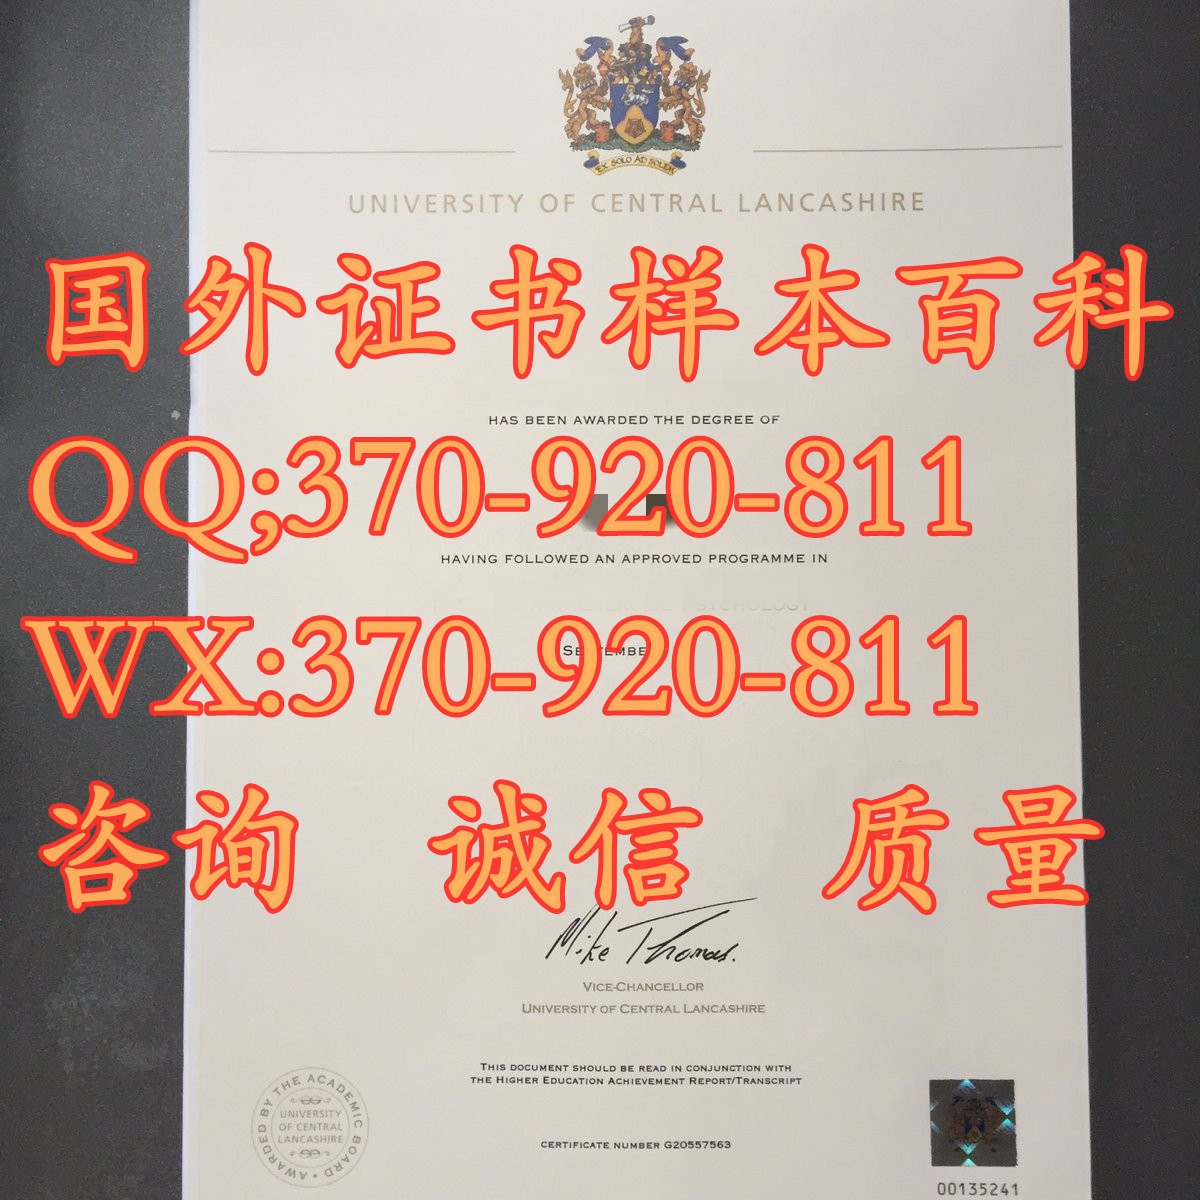 EX SOLO AD SOLEM
UNIVERSITY OF CENTRAL LANCASHIRE
国外证书样本百科
HAS BEEN AWARDED THE DEGREE OF
QQ;370-920-811
HAVING FOLLOWED AN APPROVED PROGRAMME IN
WX:370-920-811
咨询 诚信 质量
Mike Thomas.
VICE-CHANCELLOR
UNIVERSITY OF CENTRAL LANCASHIRE
THIS DOCUMENT SHOULD BE READ IN CONJUNCTION WITH
THE HIGHER EDUCATION ACHIEVEMENT REPORT/TRANSCRIPT
AWARDED BY THE ACADEMIC BOARD
UNIVERSITY
OF CENTRAL
LANCASHIRE
CERTIFICATE NUMBER G20557563
00135241